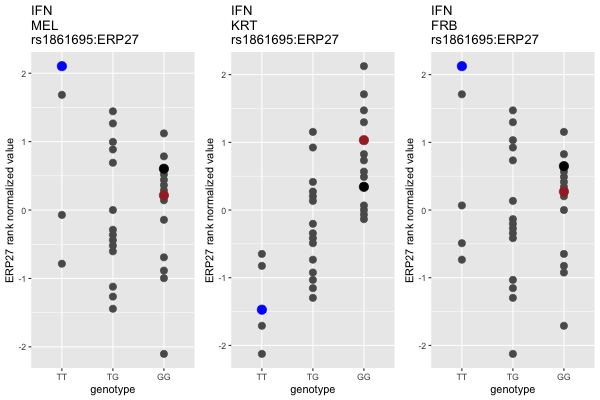 IFN
MEL
rs1861695:ERP27
ERP27 rank normalized value
2
1
0
-1
-2
TT
TG
GG
genotype
IFN
KRT
rs1861695:ERP27
ERP27 rank normalized value
2
1
0
-1
-2
TT
TG
GG
genotype
IFN
FRB
rs1861695:ERP27
ERP27 rank normalized value
2
1
0
-1
-2
TT
TG
GG
genotype